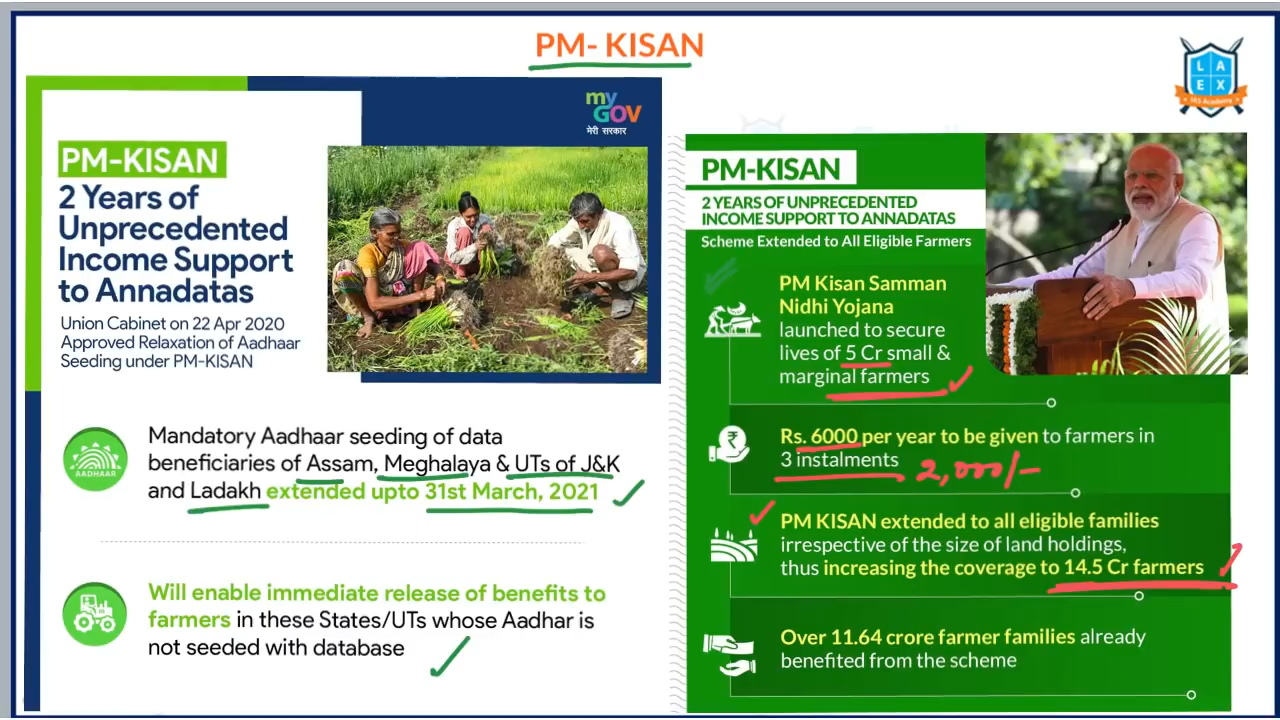 PM- KISAN
L A
E X
IAS Academy
my
GOV
मेरी सरकार
PM-KISAN
2 Years of
Unprecedented
Income Support
to Annadatas
Union Cabinet on 22 Apr 2020
Approved Relaxation of Aadhaar
Seeding under PM-KISAN
AADHAAR
Mandatory Aadhaar seeding of data
beneficiaries of Assam, Meghalaya & UTs of J&K
and Ladakh extended upto 31st March, 2021
Will enable immediate release of benefits to
farmers in these States/UTs whose Aadhar is
not seeded with database
PM-KISAN
2 YEARS OF UNPRECEDENTED
INCOME SUPPORT TO ANNADATAS
Scheme Extended to All Eligible Farmers
PM Kisan Samman
Nidhi Yojana
launched to secure
lives of 5 Cr small &
marginal farmers
₹
Rs. 6000 per year to be given to farmers in
3 instalments 2,000/-
PM KISAN extended to all eligible families
irrespective of the size of land holdings,
thus increasing the coverage to 14.5 Cr farmers
Over 11.64 crore farmer families already
benefited from the scheme